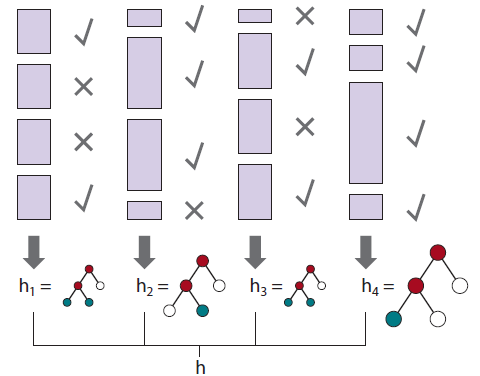 h₁ = h₂ = h₃ = h₄ =
h